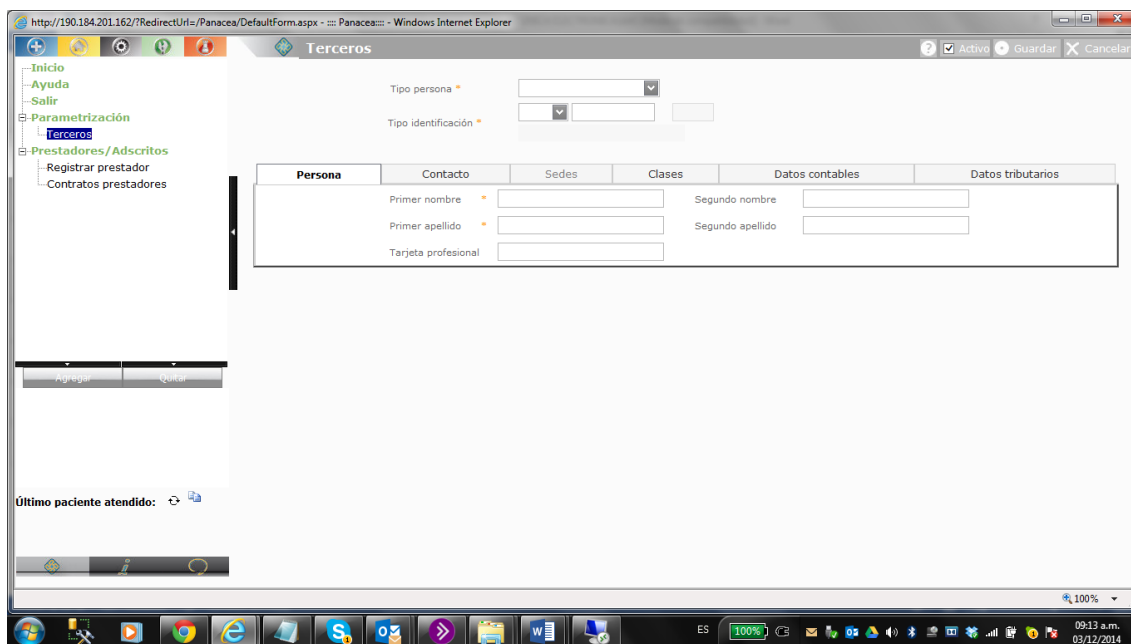 http://190.184.201.162/?RedirectUrl=/Panacea/DefaultForm.aspx - :::: Panacea:::: - Windows Internet Explorer
Terceros
? Activo Guardar Cancelar
Inicio
Ayuda
Salir
Parametrización
Terceros
Prestadores/Adscritos
Registrar prestador
Contratos prestadores
Tipo persona *
Tipo identificación *
Persona Contacto Sedes Clases Datos contables Datos tributarios
Primer nombre * Segundo nombre
Primer apellido * Segundo apellido
Tarjeta profesional
Agregar Quitar
Último paciente atendido:
100%
ES 100% 09:13 a.m.
03/12/2014